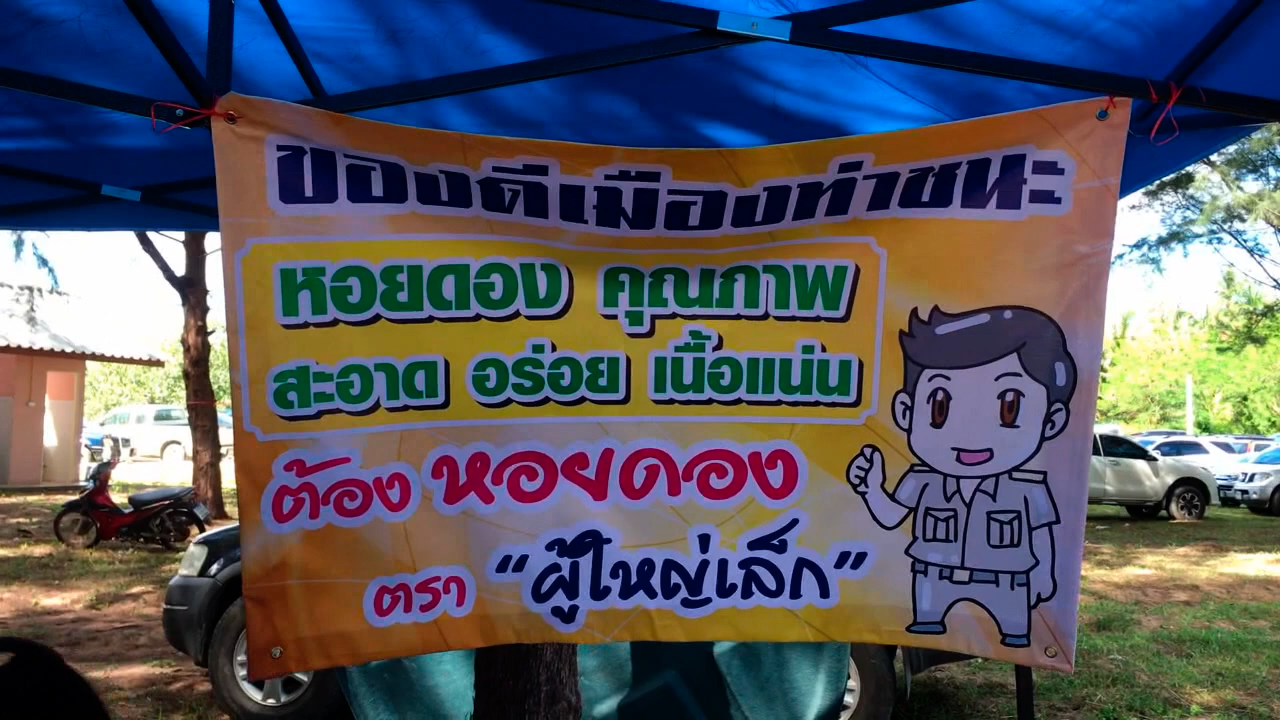 ของดีเมืองท่าชนะ
หอยดอง คุณภาพ
สะอาด อร่อย เนื้อแน่น
ต้อง หอยดอง
ตรา "ผู้ใหญ่เล็ก"